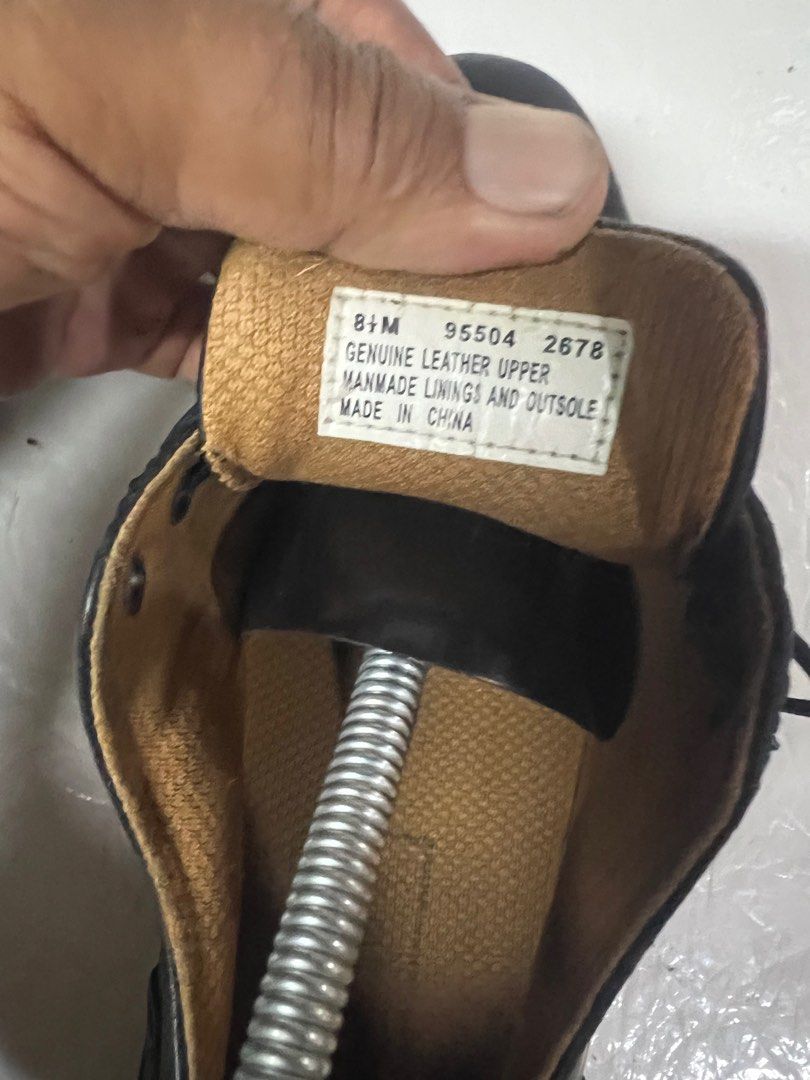 8½M 95504 2678
GENUINE LEATHER UPPER
MANMADE LININGS AND OUTSOLE
MADE IN CHINA